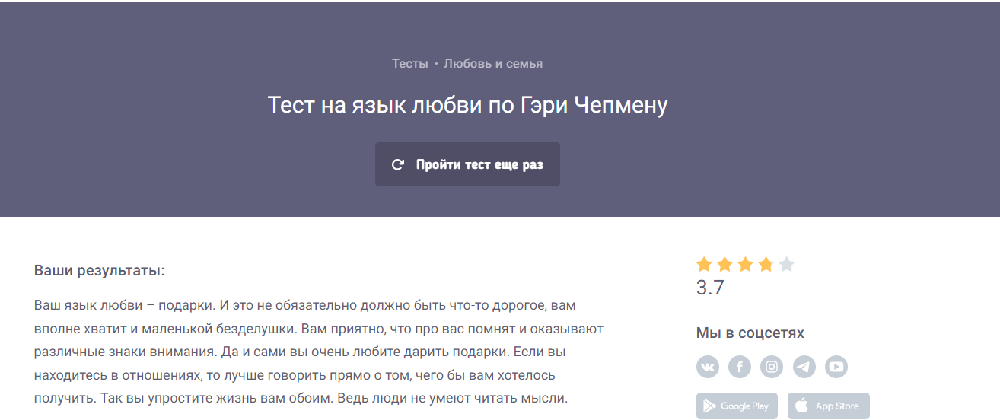 Тесты • Любовь и семья
Тест на язык любви по Гэри Чепмену
Пройти тест еще раз
Ваши результаты:
Ваш язык любви – подарки. И это не обязательно должно быть что-то дорогое, вам
вполне хватит и маленькой безделушки. Вам приятно, что про вас помнят и оказывают
различные знаки внимания. Да и сами вы очень любите дарить подарки. Если вы
находитесь в отношениях, то лучше говорить прямо о том, чего бы вам хотелось
получить. Так вы упростите жизнь вам обоим. Ведь люди не умеют читать мысли.
3.7
Мы в соцсетях
Google Play
App Store